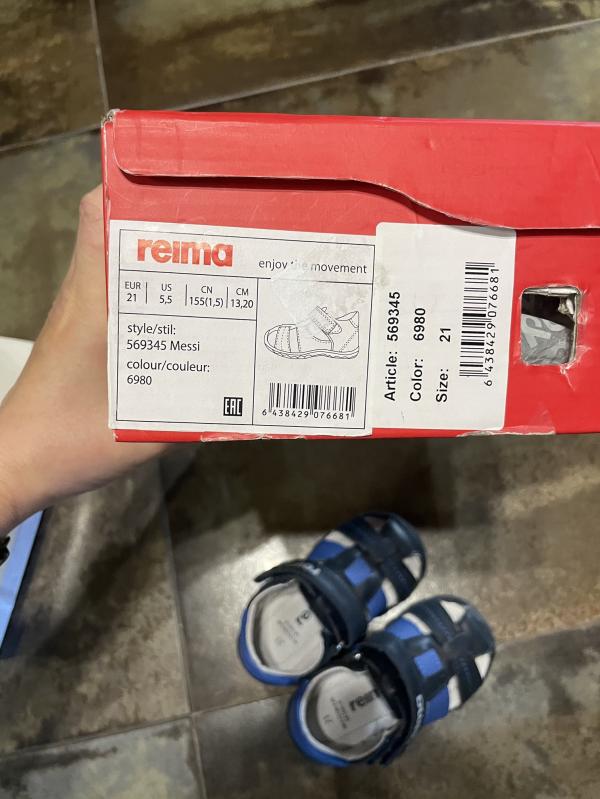 reima
enjoy the movement
EUR US CN CM
21 5,5 155(1,5) 13,20
style/stil:
569345 Messi
colour/couleur:
6980
EAC
6 438429 076681
Article: 569345
Color: 6980
Size: 21
6 438429 076681
reima